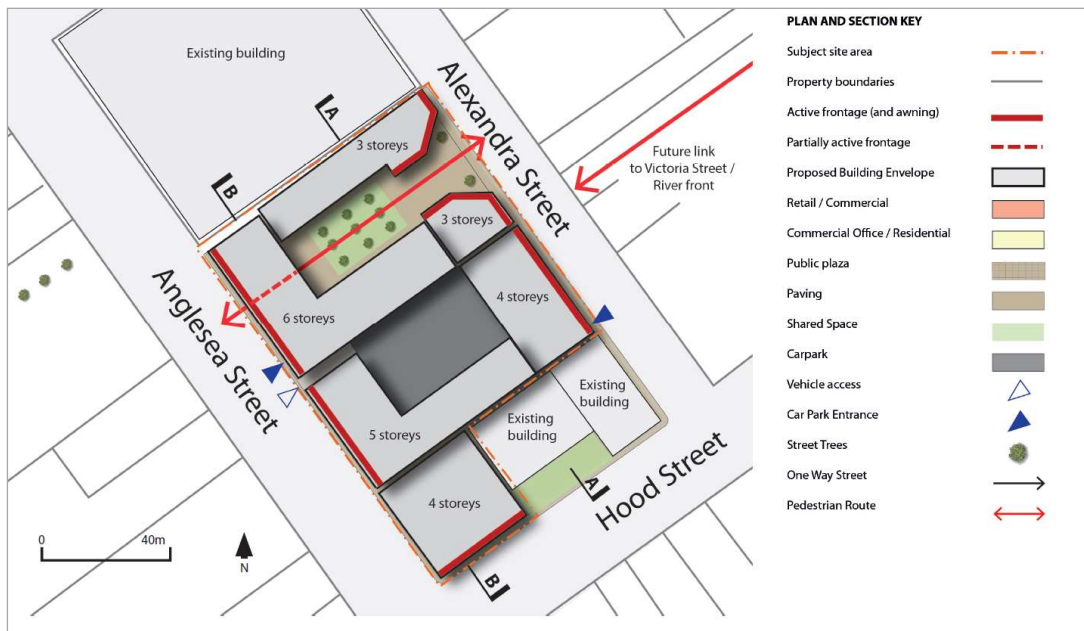 Existing building
A
3 storeys
Alexandra Street
Future link
to Victoria Street /
River front
B
3 storeys
4 storeys
6 storeys
Anglesea Street
5 storeys
Existing
building
Existing
building
4 storeys
A
Hood Street
B
0
40m
N
PLAN AND SECTION KEY
Subject site area
Property boundaries
Active frontage (and awning)
Partially active frontage
Proposed Building Envelope
Retail / Commercial
Commercial Office / Residential
Public plaza
Paving
Shared Space
Carpark
Vehicle access
Car Park Entrance
Street Trees
One Way Street
Pedestrian Route